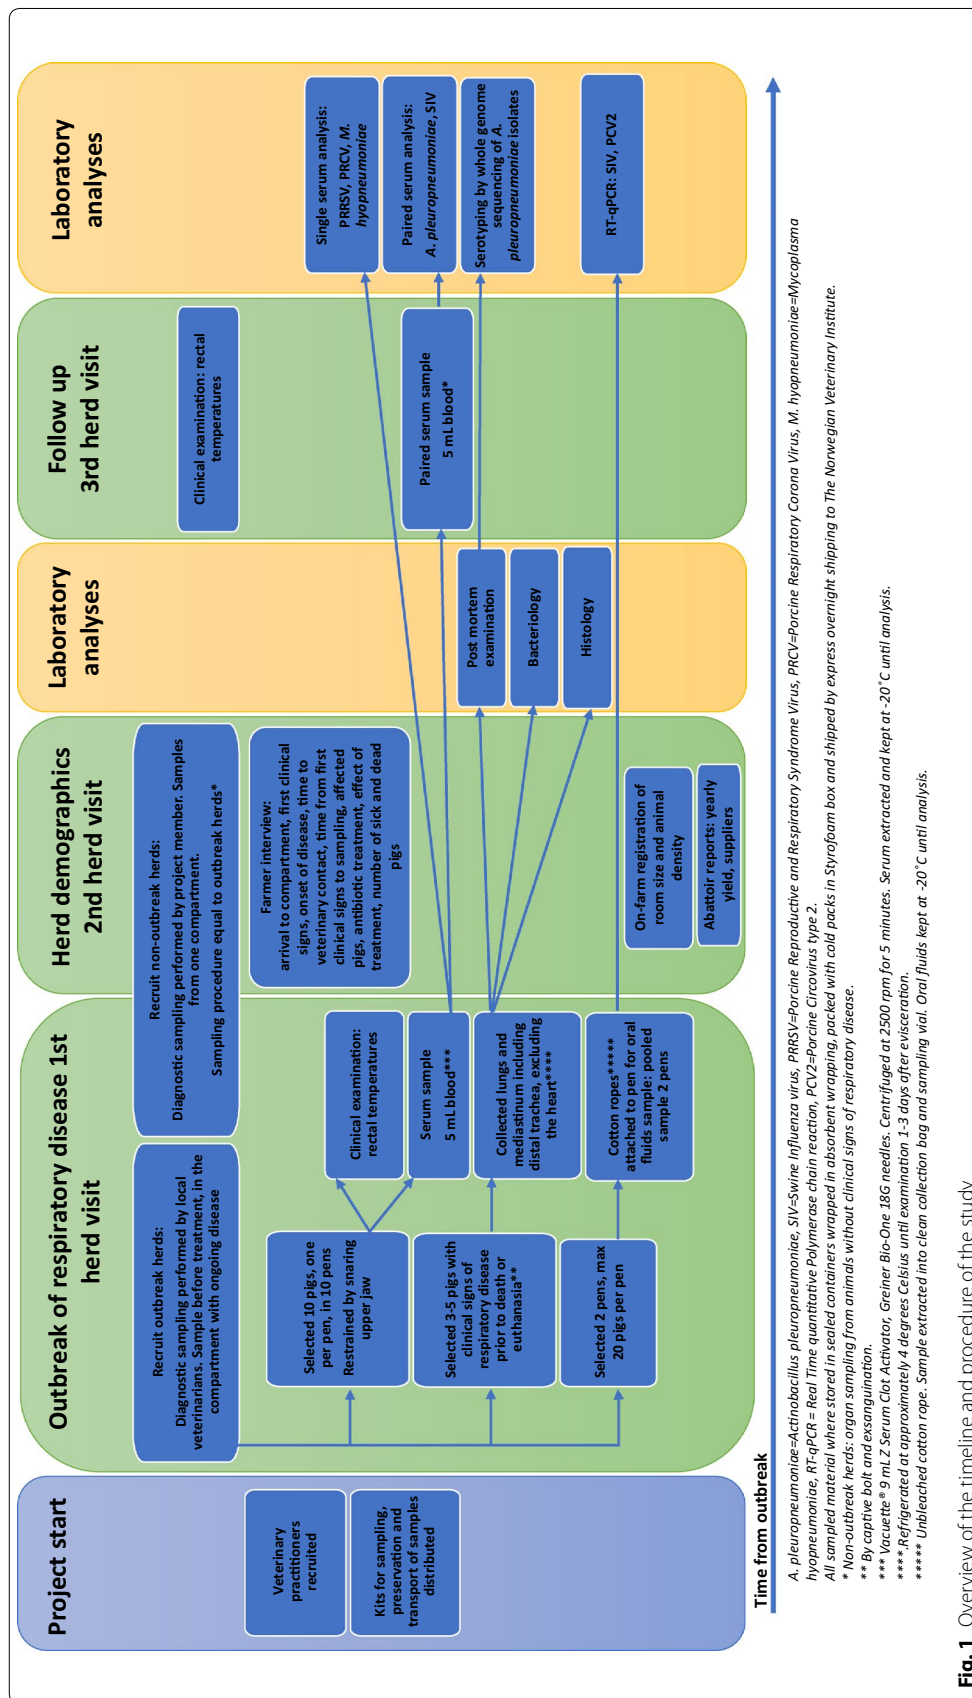 Project start
Veterinary
practitioners
recruited
Kits for sampling,
preservation and
transport of samples
distributed
Outbreak of respiratory disease 1st
herd visit
Recruit outbreak herds:
Diagnostic sampling performed by local
veterinarians. Sample before treatment, in the
compartment with ongoing disease
Selected 10 pigs, one
per pen, in 10 pens
Restrained by snaring
upper jaw
Selected 3-5 pigs with
clinical signs of
respiratory disease
prior to death or
euthanasia**
Selected 2 pens, max
20 pigs per pen
Clinical examination:
rectal temperatures
Serum sample
5 mL blood***
Collected lungs and
mediastinum including
distal trachea, excluding
the heart****
Cotton ropes*****
attached to pen for oral
fluids sample: pooled
sample 2 pens
Herd demographics
2nd herd visit
Recruit non-outbreak herds:
Diagnostic sampling performed by project member. Samples
from one compartment.
Sampling procedure equal to outbreak herds*
Farmer interview:
arrival to compartment, first clinical
signs, onset of disease, time to
veterinary contact, time from first
clinical signs to sampling, affected
pigs, antibiotic treatment, effect of
treatment, number of sick and dead
pigs
On-farm registration of
room size and animal
density
Abattoir reports: yearly
yield, suppliers
Laboratory
analyses
Post mortem
examination
Bacteriology
Histology
Follow up
3rd herd visit
Clinical examination: rectal
temperatures
Paired serum sample
5 mL blood*
Laboratory
analyses
Single serum analysis:
PRRSV, PRCV, M.
hyopneumoniae
Paired serum analysis:
A. pleuropneumoniae, SIV
Serotyping by whole genome
sequencing of A.
pleuropneumoniae isolates
RT-qPCR: SIV, PCV2
Time from outbreak
A. pleuropneumoniae=Actinobacillus pleuropneumoniae, SIV=Swine Influenza virus, PRRSV=Porcine Reproductive and Respiratory Syndrome Virus, PRCV=Porcine Respiratory Corona Virus, M. hyopneumoniae=Mycoplasma
hyopneumoniae, RT-qPCR = Real Time quantitative Polymerase chain reaction, PCV2=Porcine Circovirus type 2.
All sampled material where stored in sealed containers wrapped in absorbent wrapping, packed with cold packs in Styrofoam box and shipped by express overnight shipping to The Norwegian Veterinary Institute.
* Non-outbreak herds: organ sampling from animals without clinical signs of respiratory disease.
** By captive bolt and exsanguination.
*** Vacuette® 9 mL Z Serum Clot Activator, Greiner Bio-One 18G needles. Centrifuged at 2500 rpm for 5 minutes. Serum extracted and kept at -20˚C until analysis.
****.Refrigerated at approximately 4 degrees Celsius until examination 1-3 days after evisceration.
***** Unbleached cotton rope. Sample extracted into clean collection bag and sampling vial. Oral fluids kept at -20˚C until analysis.
Fig. 1 Overview of the timeline and procedure of the study